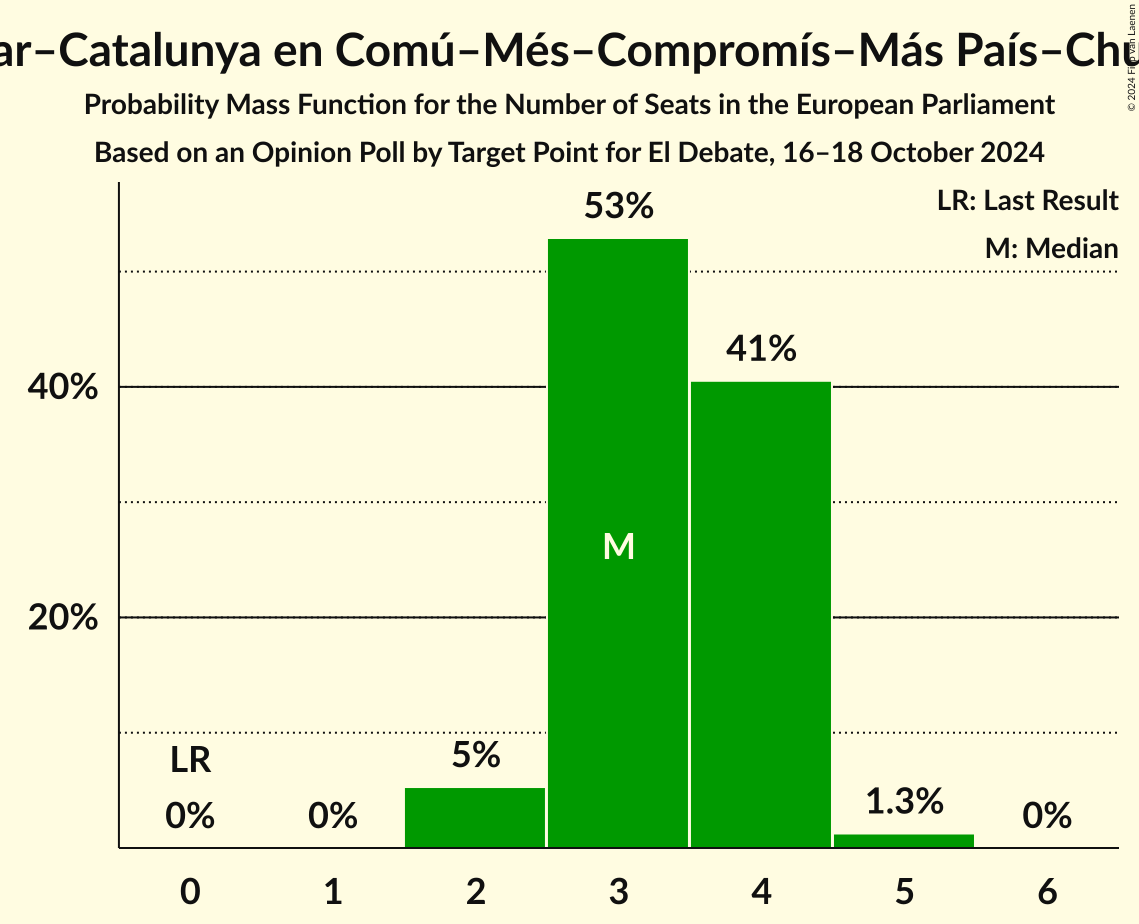 ar–Catalunya en Comú–Més–Compromís–Más País–Chu
© 2024 Filip van Laenen
Probability Mass Function for the Number of Seats in the European Parliament
Based on an Opinion Poll by Target Point for El Debate, 16–18 October 2024
LR: Last Result
M: Median
53%
41%
40%
M
20%
LR
5%
1.3%
0%
0%
0%
0
1
2
3
4
5
6